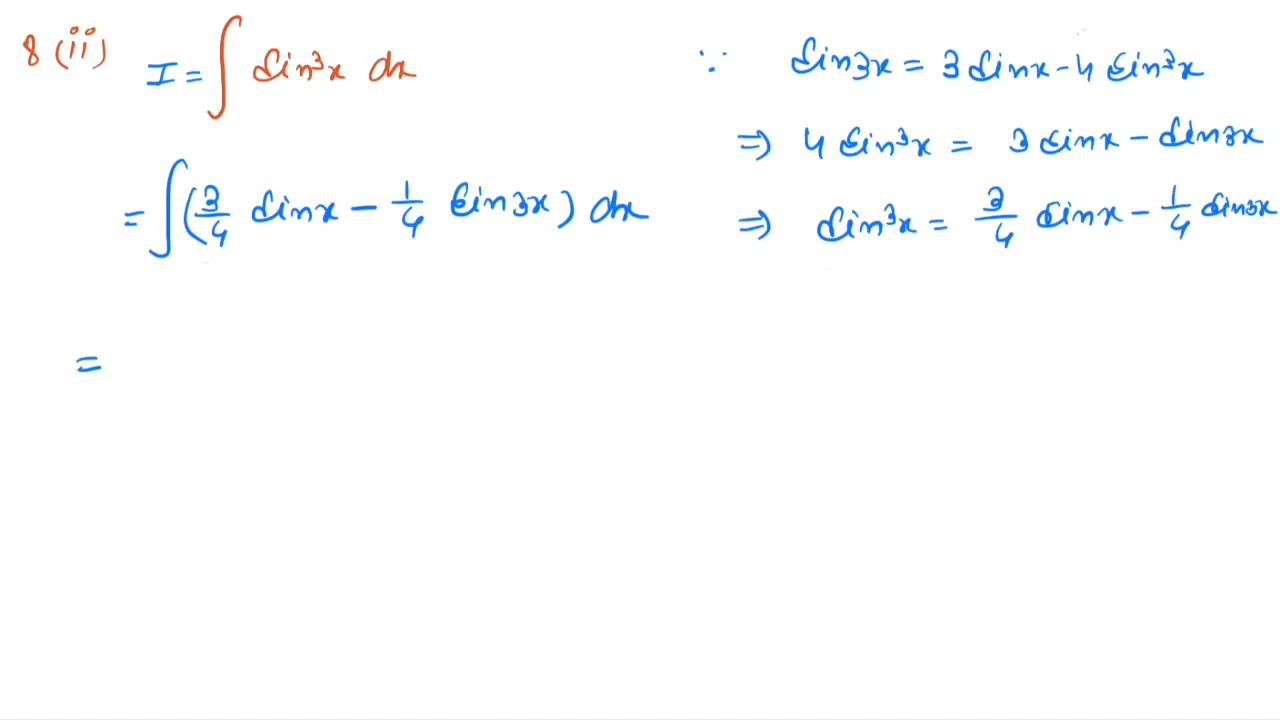 8 (ii) I = ∫ sin³x dx
= ∫ (3/4 sinx - 1/4 sin3x) dx
=
∵ sin3x = 3 sinx - 4 sin³x
⇒ 4 sin³x = 3 sinx - sin3x
⇒ sin³x = 3/4 sinx - 1/4 sin3x